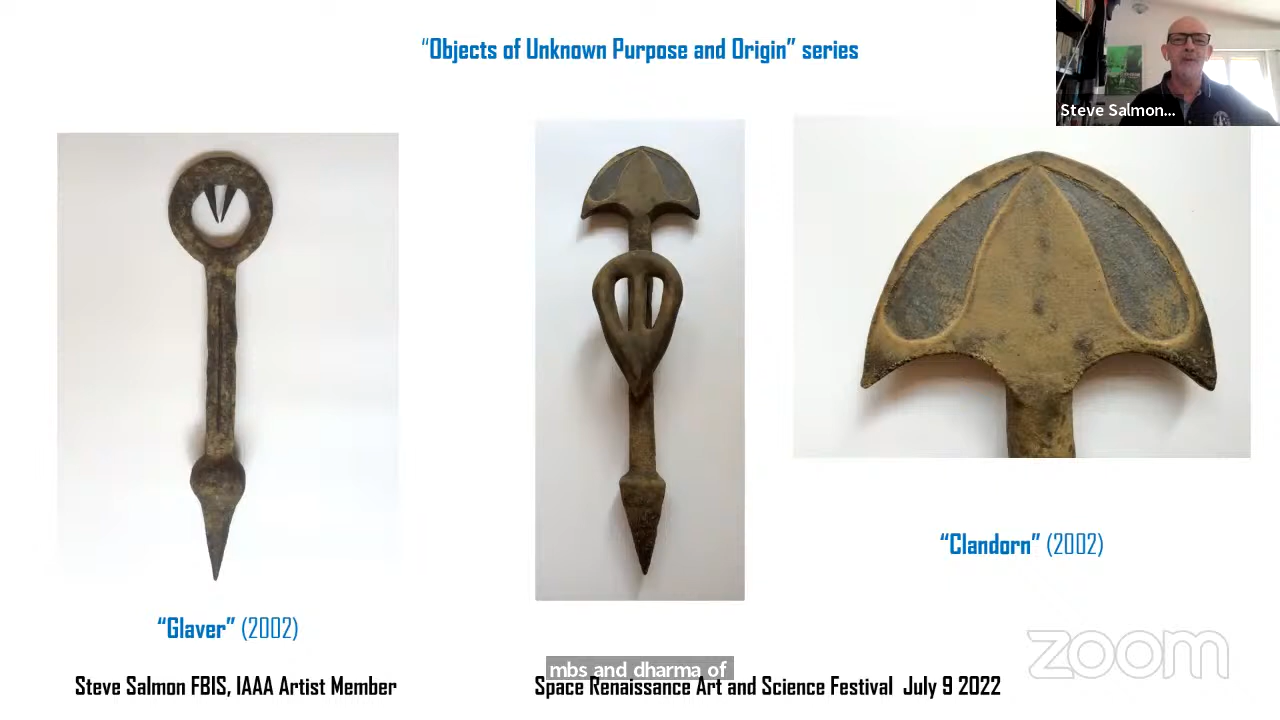 “Objects of Unknown Purpose and Origin” series
Steve Salmon...
“Clandorn” (2002)
“Glaver” (2002)
zoom
mbs and dharma of
Steve Salmon FBIS, IAAA Artist Member
Space Renaissance Art and Science Festival July 9 2022